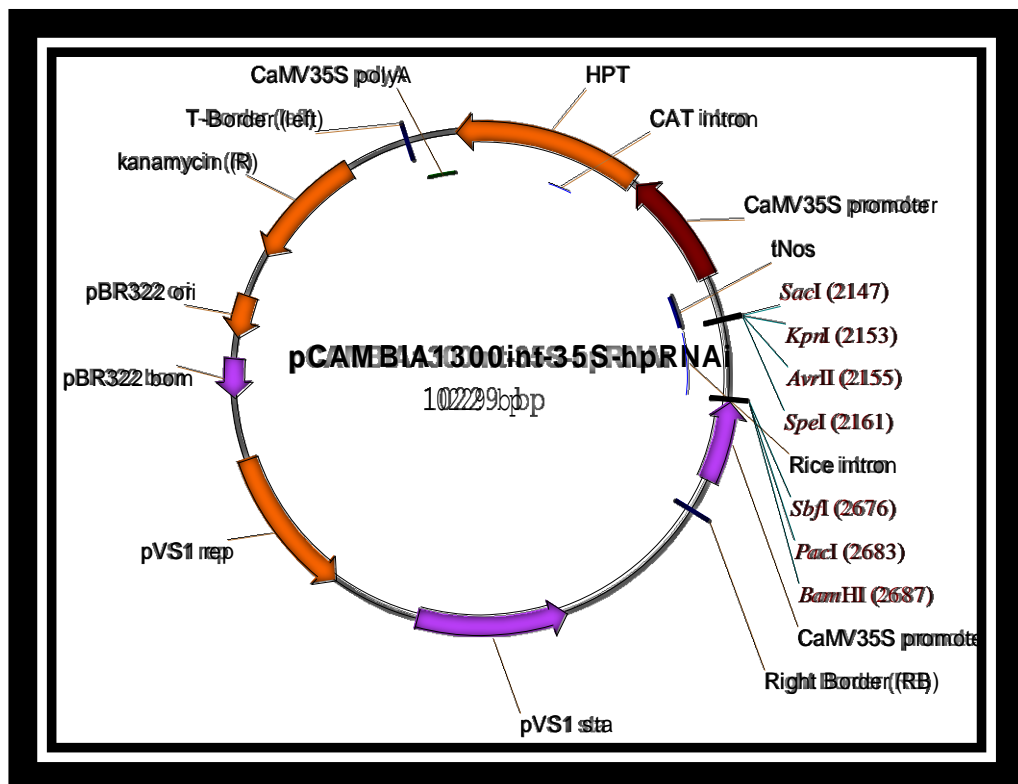 CaMV35S polyA
HPT
T-Border (left)
CAT intron
kanamycin (R)
CaMV35S promoter
tNos
pBR322 ori
SacI (2147)
KpnI (2153)
pCAMBIA1300int-35S-hpRNAi
pBR322 bom
AvrII (2155)
10229 bp
SpeI (2161)
Rice intron
SbfI (2676)
pVS1 rep
PacI (2683)
BamHI (2687)
CaMV35S promote
Right Border (RB)
pVS1 sta